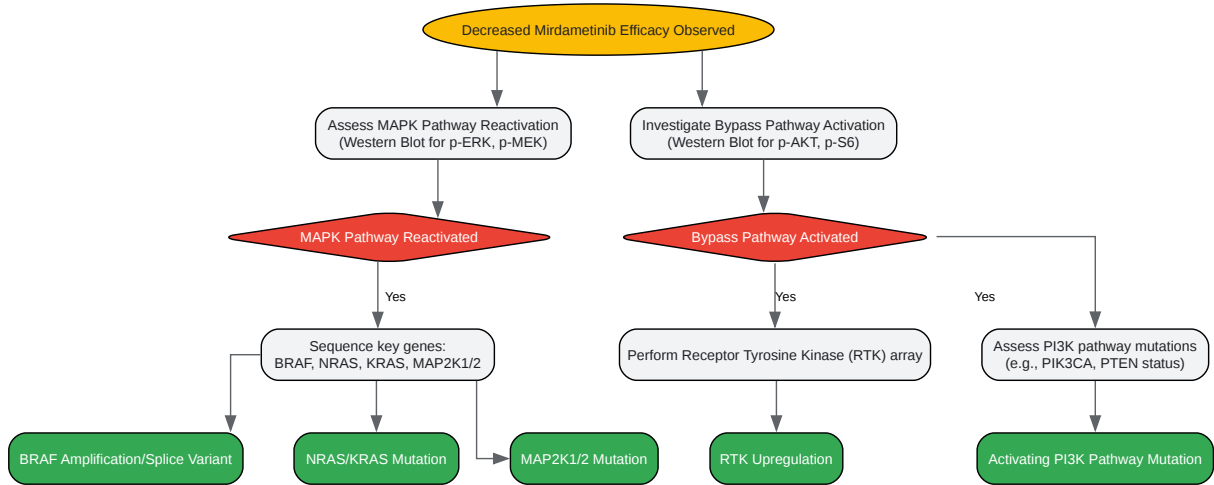 Decreased Mirdametinib Efficacy Observed
Assess MAPK Pathway Reactivation
(Western Blot for p-ERK, p-MEK)
Investigate Bypass Pathway Activation
(Western Blot for p-AKT, p-S6)
MAPK Pathway Reactivated
Bypass Pathway Activated
Yes
Yes
Yes
Sequence key genes:
BRAF, NRAS, KRAS, MAP2K1/2
Perform Receptor Tyrosine Kinase (RTK) array
Assess PI3K pathway mutations
(e.g., PIK3CA, PTEN status)
BRAF Amplification/Splice Variant
NRAS/KRAS Mutation
MAP2K1/2 Mutation
RTK Upregulation
Activating PI3K Pathway Mutation